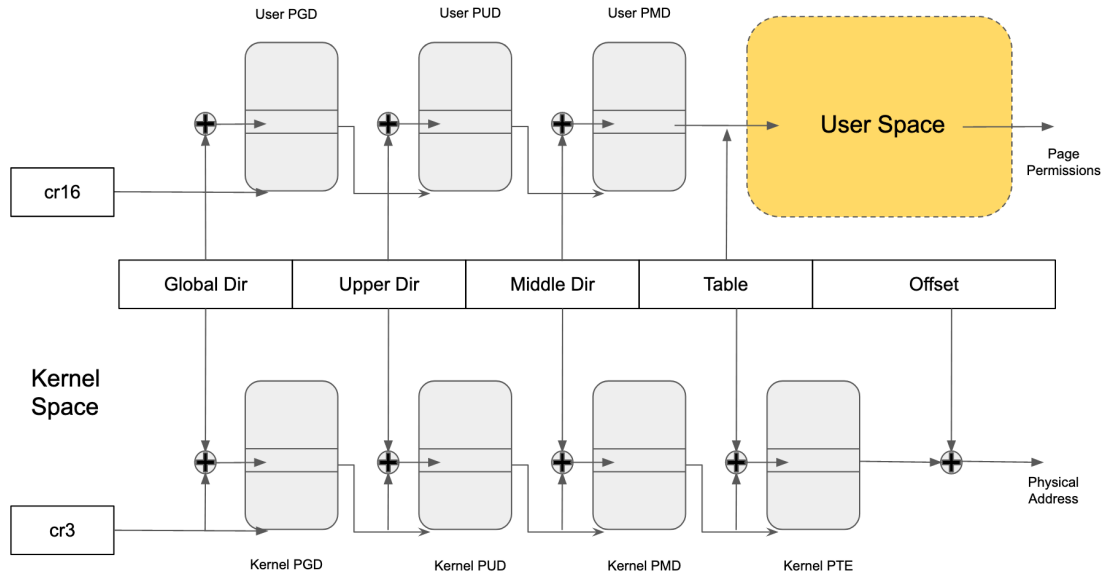 User PGD
User PUD
User PMD
User Space
Page
Permissions
cr16
Global Dir
Upper Dir
Middle Dir
Table
Offset
Kernel
Space
cr3
Physical
Address
Kernel PGD
Kernel PUD
Kernel PMD
Kernel PTE